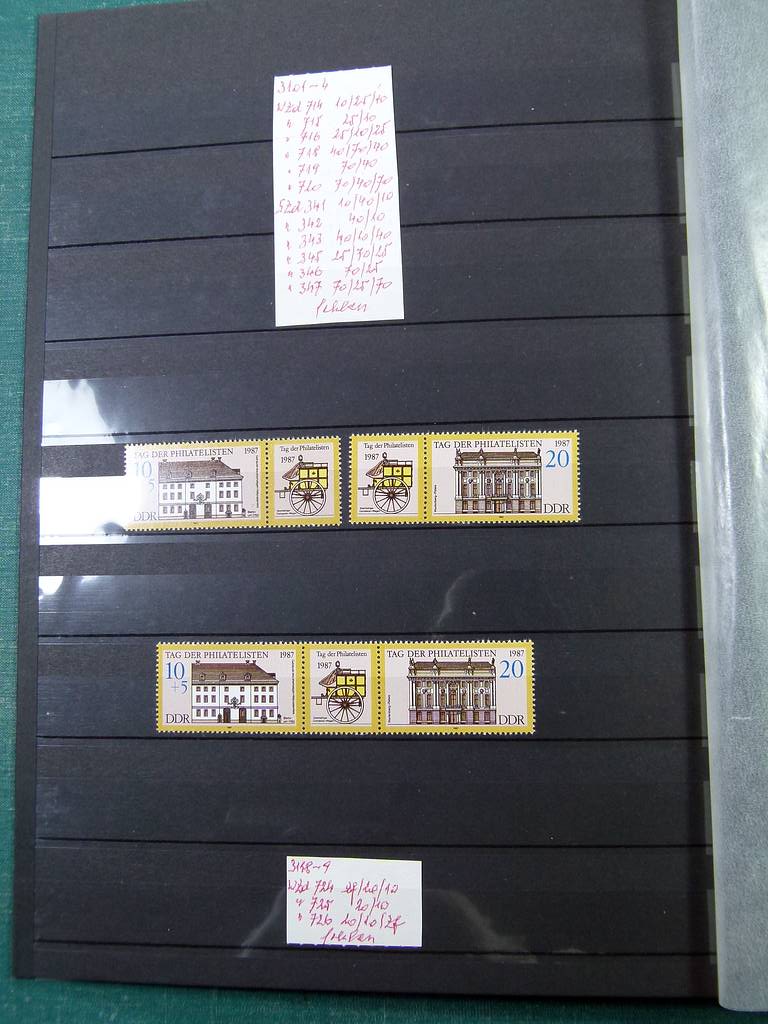 3101-4
WZd 714 10/25/10
" 715 25/10
" 716 25/10/25
" 718 40/70/40
" 719 70/40
" 720 70/40/70
SZd 341 10/40/10
" 342 40/10
" 343 40/10/40
" 345 25/70/25
" 346 70/25
" 347 70/25/70
fehlen
TAG DER PHILATELISTEN 1987
10
+5
DDR
Tag der Philatelisten
1987
Tag der Philatelisten
1987
TAG DER PHILATELISTEN 1987
20
DDR
TAG DER PHILATELISTEN 1987
10
+5
DDR
Tag der Philatelisten
1987
TAG DER PHILATELISTEN 1987
20
DDR
3148-9
WZd 724 zf/20/10
" 725 20/10
" 726 20/10/Zf
fehlen